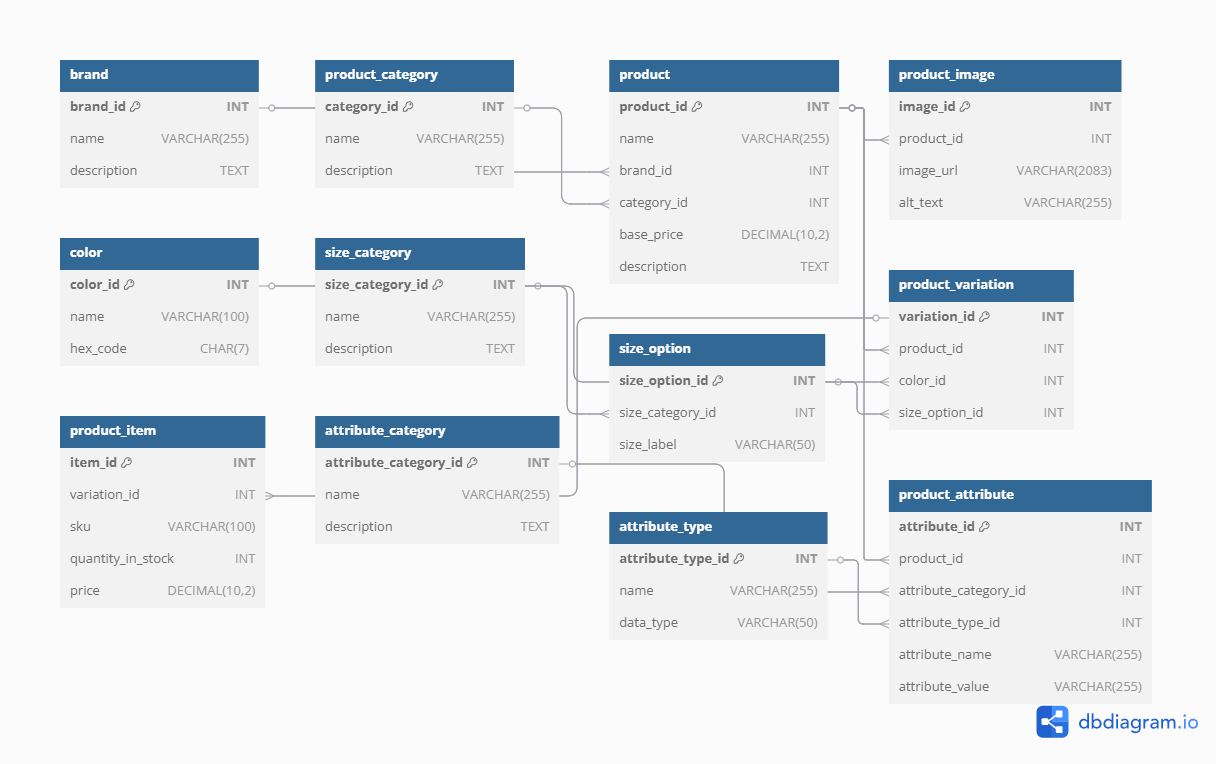 brand
brand_id INT
name VARCHAR(255)
description TEXT
product_category
category_id INT
name VARCHAR(255)
description TEXT
product
product_id INT
name VARCHAR(255)
brand_id INT
category_id INT
base_price DECIMAL(10,2)
description TEXT
product_image
image_id INT
product_id INT
image_url VARCHAR(2083)
alt_text VARCHAR(255)
color
color_id INT
name VARCHAR(100)
hex_code CHAR(7)
size_category
size_category_id INT
name VARCHAR(255)
description TEXT
size_option
size_option_id INT
size_category_id INT
size_label VARCHAR(50)
product_variation
variation_id INT
product_id INT
color_id INT
size_option_id INT
product_item
item_id INT
variation_id INT
sku VARCHAR(100)
quantity_in_stock INT
price DECIMAL(10,2)
attribute_category
attribute_category_id INT
name VARCHAR(255)
description TEXT
attribute_type
attribute_type_id INT
name VARCHAR(255)
data_type VARCHAR(50)
product_attribute
attribute_id INT
product_id INT
attribute_category_id INT
attribute_type_id INT
attribute_name VARCHAR(255)
attribute_value VARCHAR(255)
dbdiagram.io